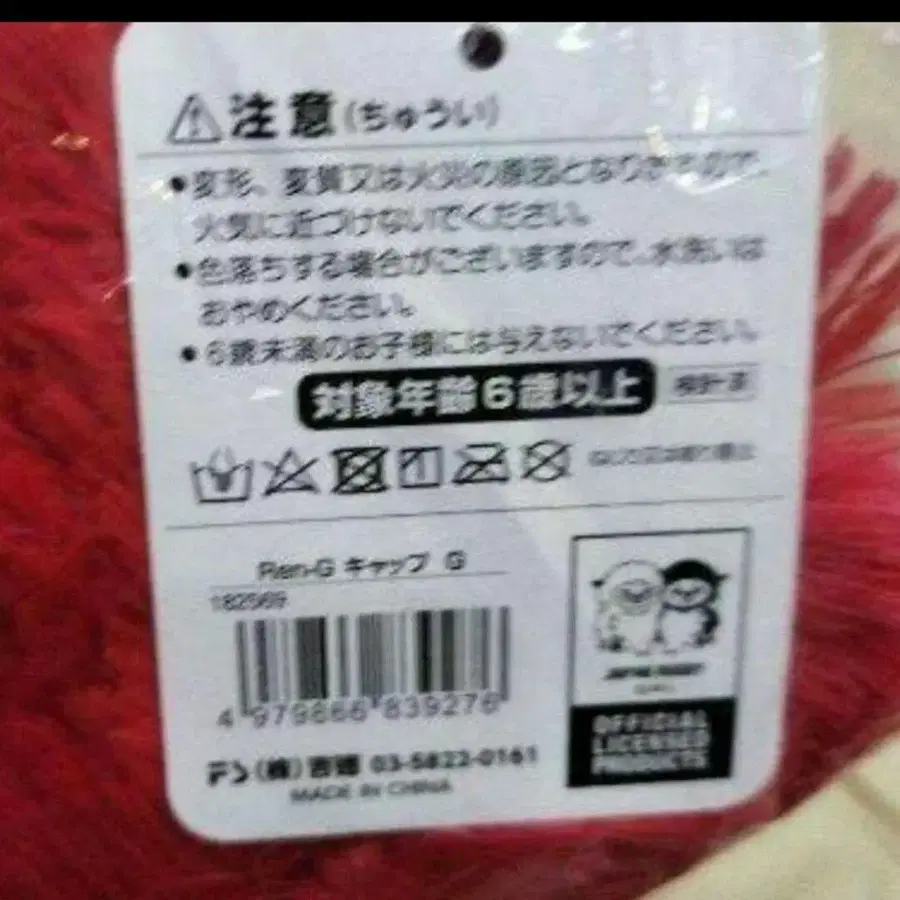 注意(ちゅうい)
●変形、変質又は火災の原因となりますので、
火気に近づけないでください。
●色落ちする場合がございますので、水洗いは
おやめください。
●6歳未満のお子様には与えないでください。
対象年齢6歳以上
Ren-G キャップ G
182569
4 979866 839276
(株)吉徳 03-5822-0161
MADE IN CHINA
OFFICIAL
LICENSED
PRODUCTS